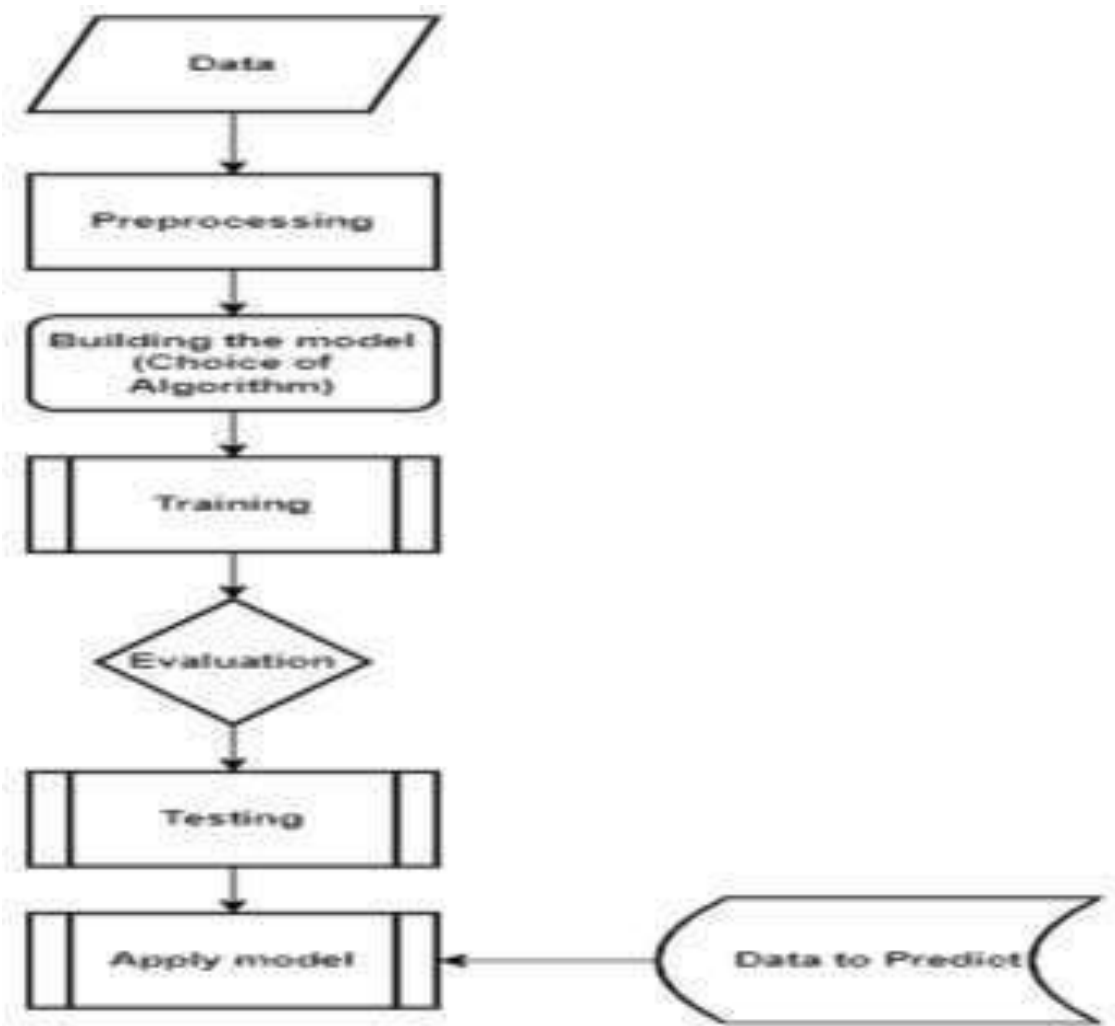 Data
Preprocessing
Building the model
(Choice of
Algorithm)
Training
Evaluation
Testing
Apply model
Data to Predict